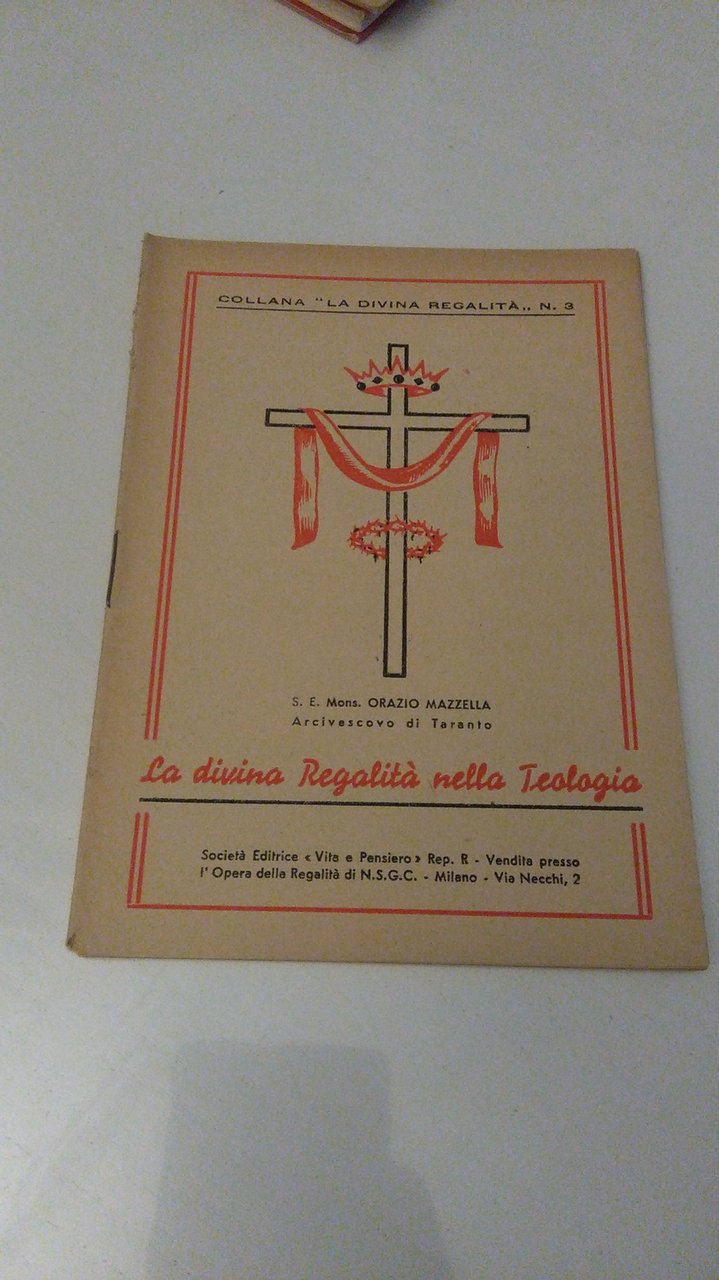 COLLANA "LA DIVINA REGALITÀ,, N. 3
S. E. Mons. ORAZIO MAZZELLA
Arcivescovo di Taranto
La divina Regalità nella Teologia
Società Editrice « Vita e Pensiero » Rep. R - Vendita presso
l' Opera della Regalità di N.S.G.C. - Milano - Via Necchi, 2